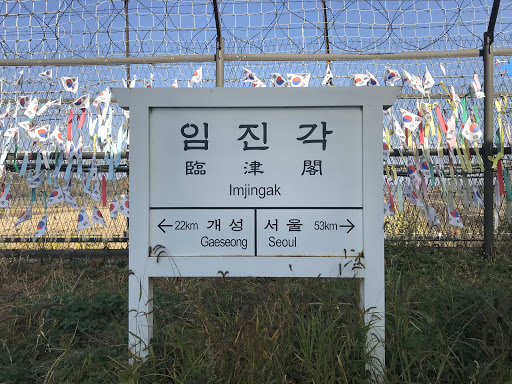 임진각
臨津閣
Imjingak
← 22km 개성
Gaeseong
서울 53km →
Seoul